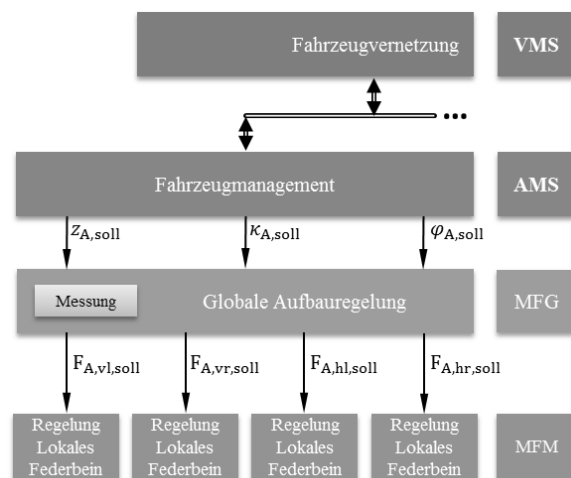 Fahrzeugvernetzung VMS
...
Fahrzeugmanagement AMS
z_A,soll κ_A,soll φ_A,soll
Messung Globale Aufbauregelung MFG
F_A,vl,soll F_A,vr,soll F_A,hl,soll F_A,hr,soll
Regelung Regelung Regelung Regelung
Lokales Lokales Lokales Lokales MFM
Federbein Federbein Federbein Federbein